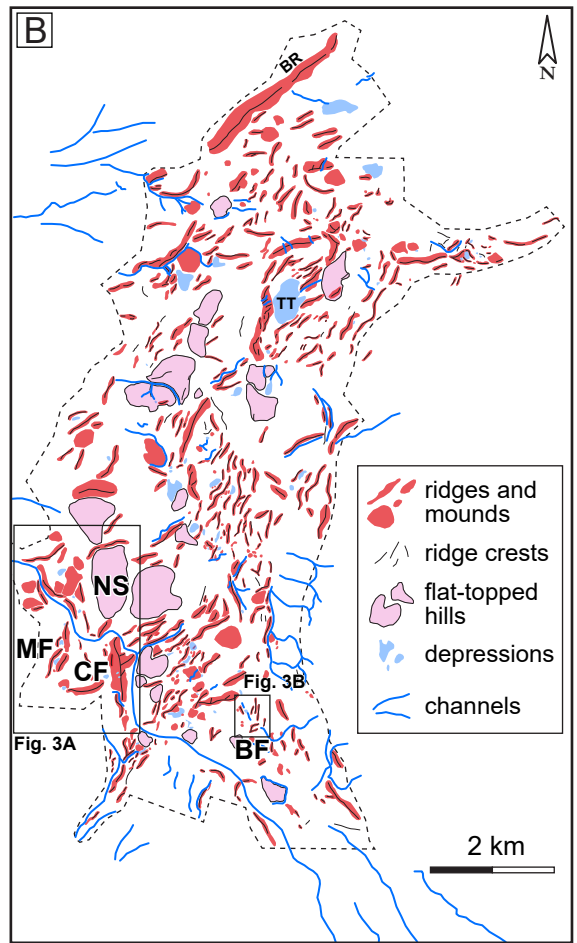 B
N
BR
TT
ridges and
mounds
ridge crests
flat-topped
hills
depressions
channels
NS
MF
CF
Fig. 3B
Fig. 3A
BF
2 km